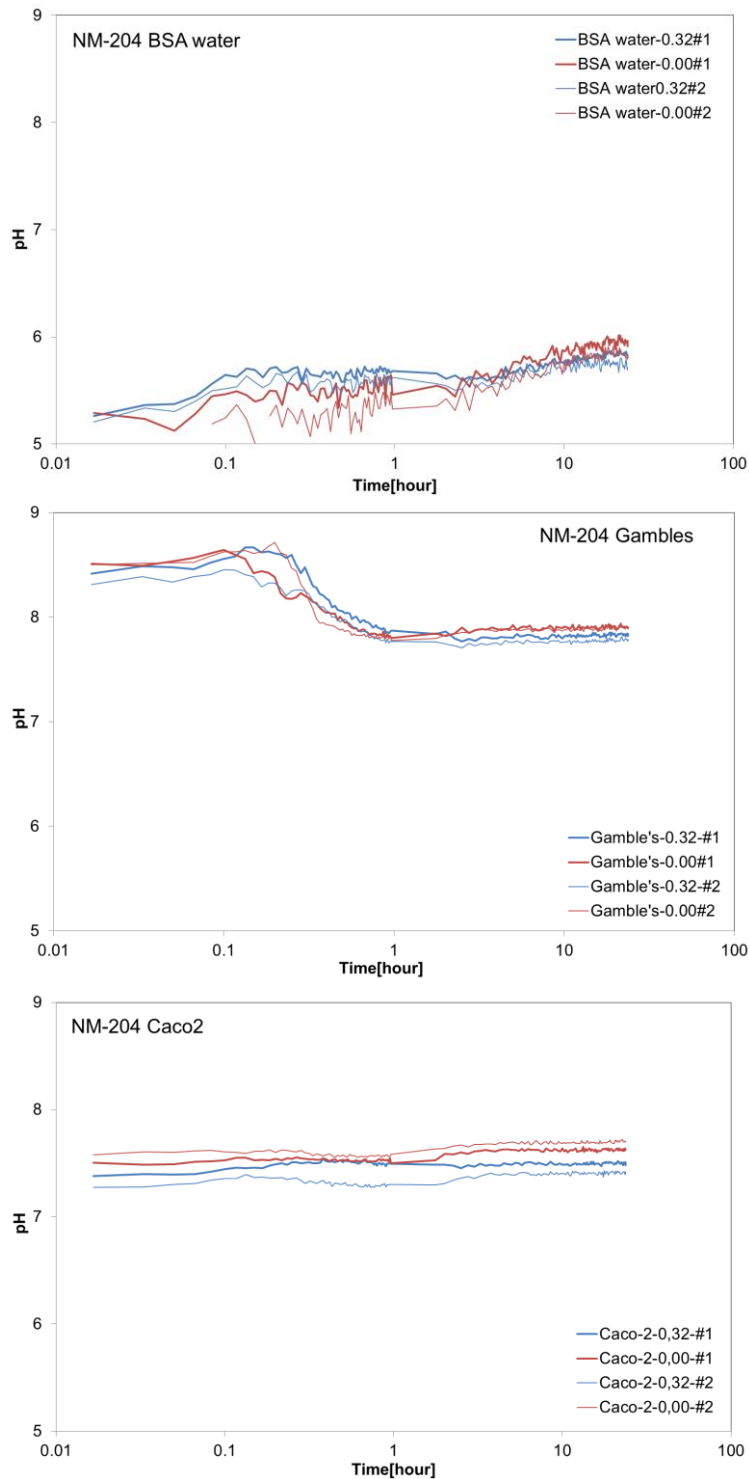 9
NM-204 BSA water
BSA water-0.32#1
BSA water-0.00#1
BSA water0.32#2
BSA water-0.00#2
8
7
pH
6
5
0.01 0.1 1 10 100
Time[hour]
9
NM-204 Gambles
8
7
pH
6
Gamble's-0.32-#1
Gamble's-0.00#1
Gamble's-0.32-#2
Gamble's-0.00#2
5
0.01 0.1 1 10 100
Time[hour]
9
NM-204 Caco2
8
7
pH
6
Caco-2-0,32-#1
Caco-2-0,00-#1
Caco-2-0,32-#2
Caco-2-0,00-#2
5
0.01 0.1 1 10 100
Time[hour]